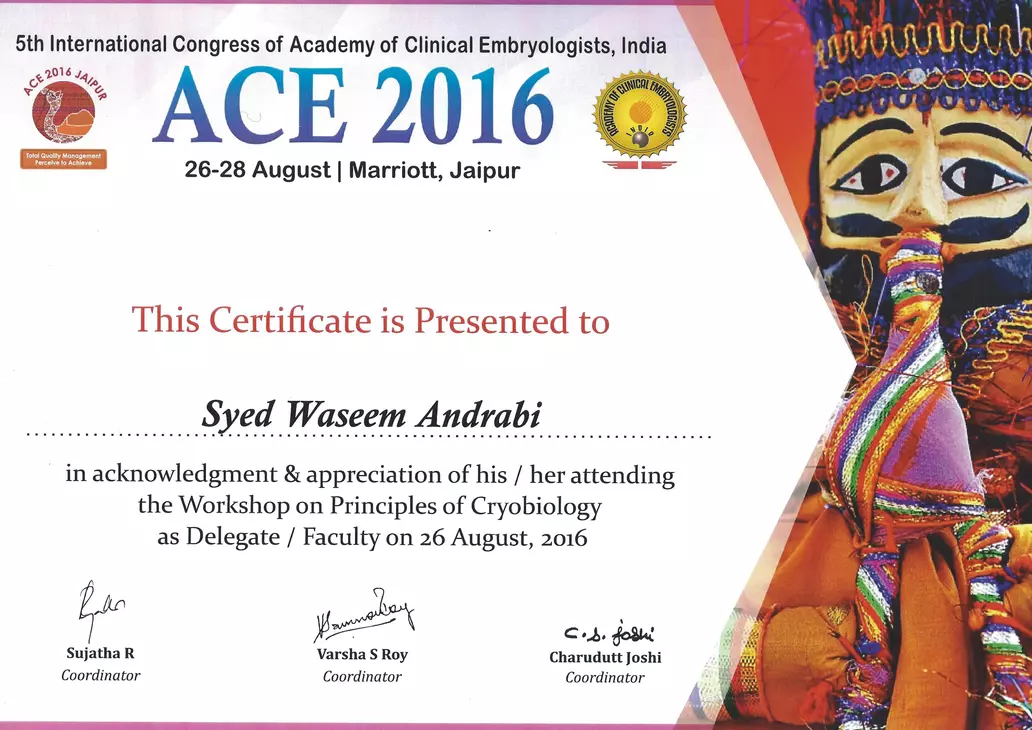 5th International Congress of Academy of Clinical Embryologists, India
ACE 2016 JAIPUR
Total Quality Management
Perceive to Achieve
ACE 2016
ACADEMY OF CLINICAL EMBRYOLOGISTS
INDIA
26-28 August | Marriott, Jaipur
This Certificate is Presented to
Syed Waseem Andrabi
in acknowledgment & appreciation of his / her attending
the Workshop on Principles of Cryobiology
as Delegate / Faculty on 26 August, 2016
C.S. Joshi
Sujatha R
Varsha S Roy
Charudutt Joshi
Coordinator
Coordinator
Coordinator